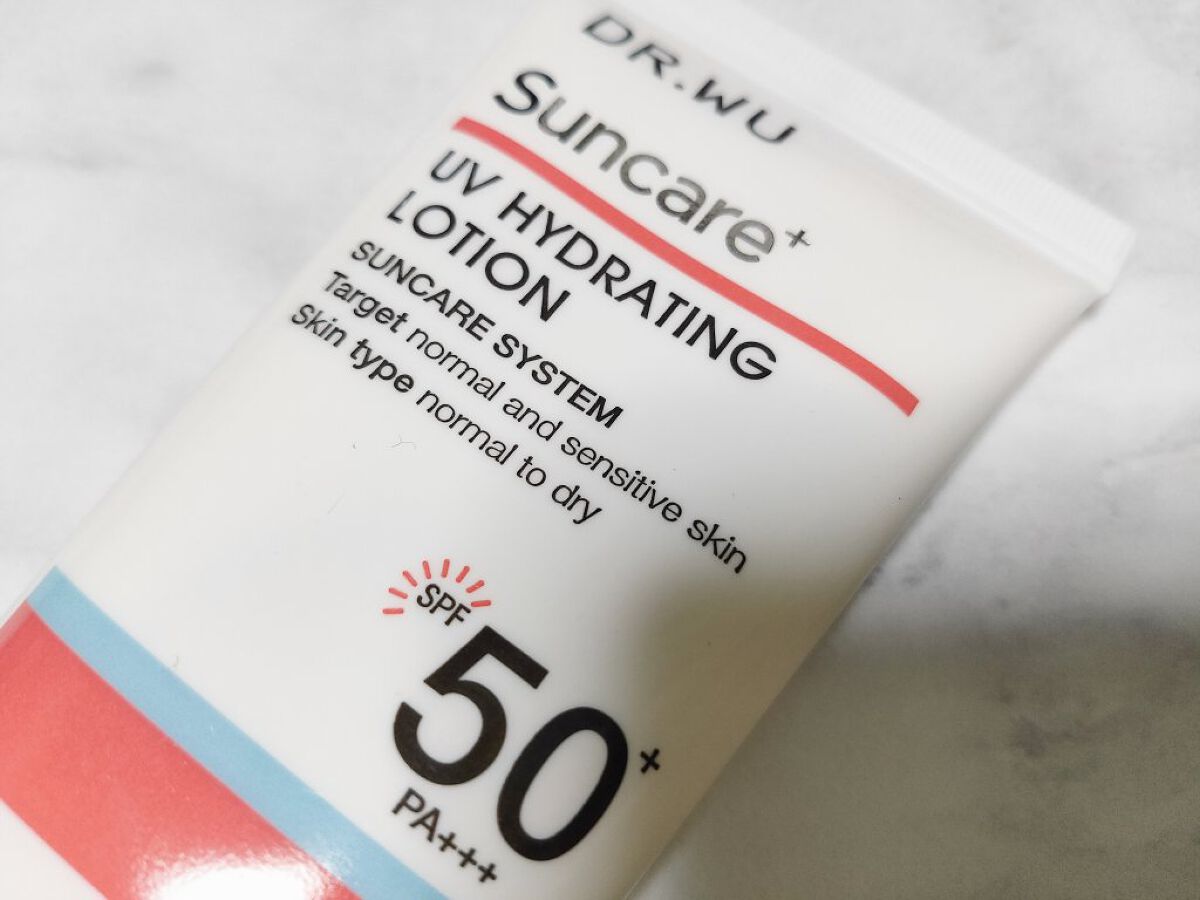 DR.WU
Suncare+
UV HYDRATING
LOTION
SUNCARE SYSTEM
Target normal and sensitive skin
Skin type normal to dry
SPF
50+
PA+++